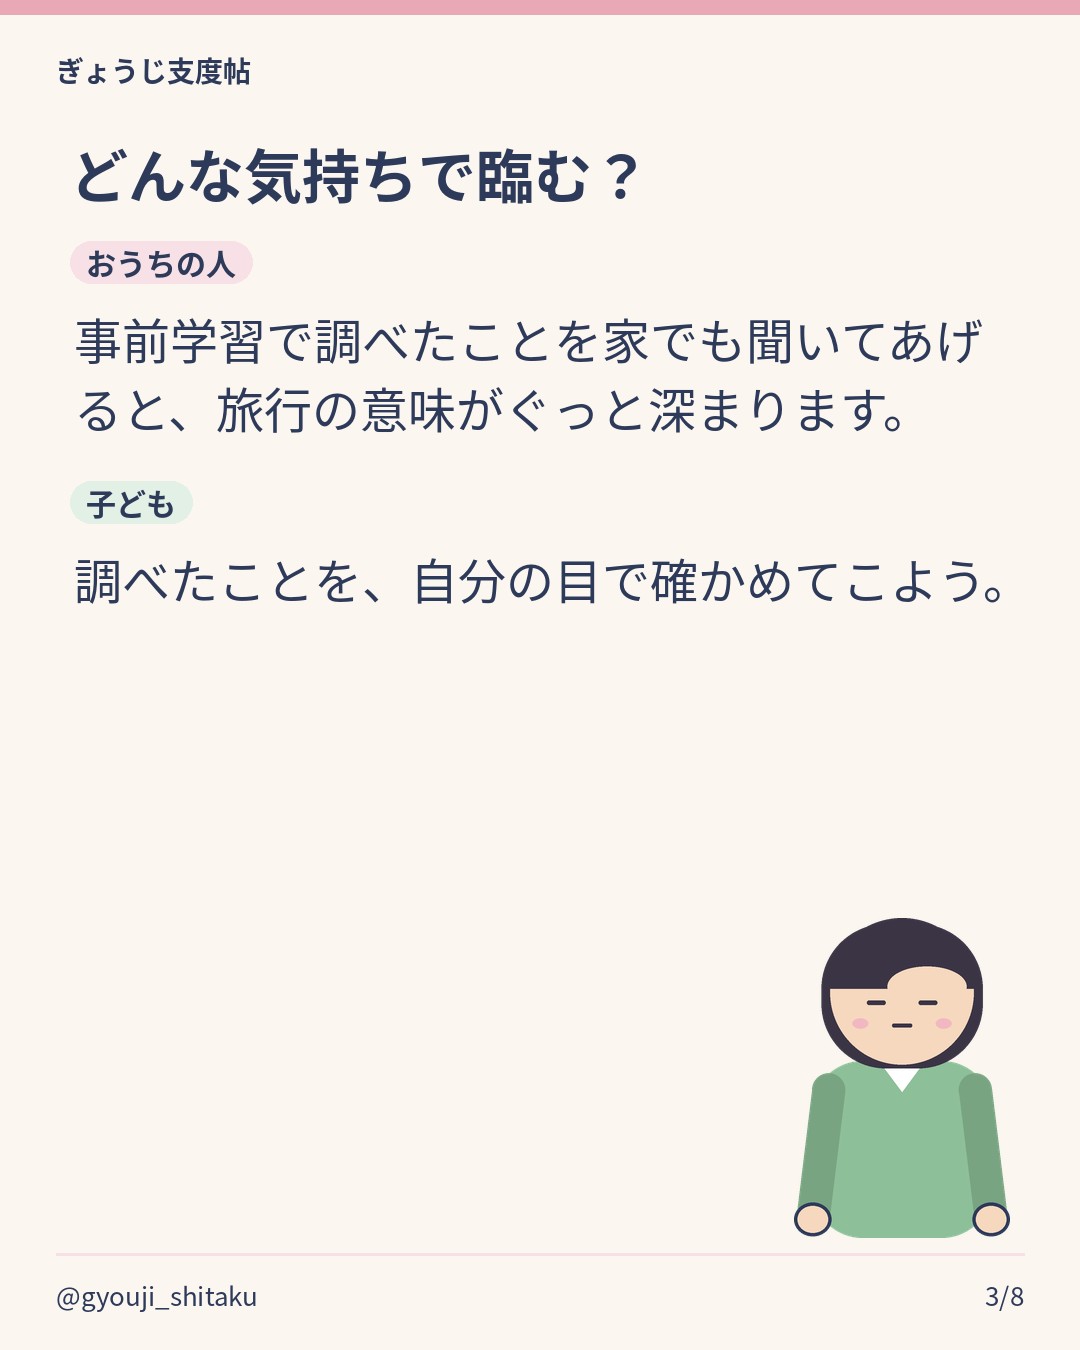 ぎょうじ支度帖
どんな気持ちで臨む？
おうちの人
事前学習で調べたことを家でも聞いてあげ
ると、旅行の意味がぐっと深まります。
子ども
調べたことを、自分の目で確かめてこよう。
@gyouji_shitaku
3/8